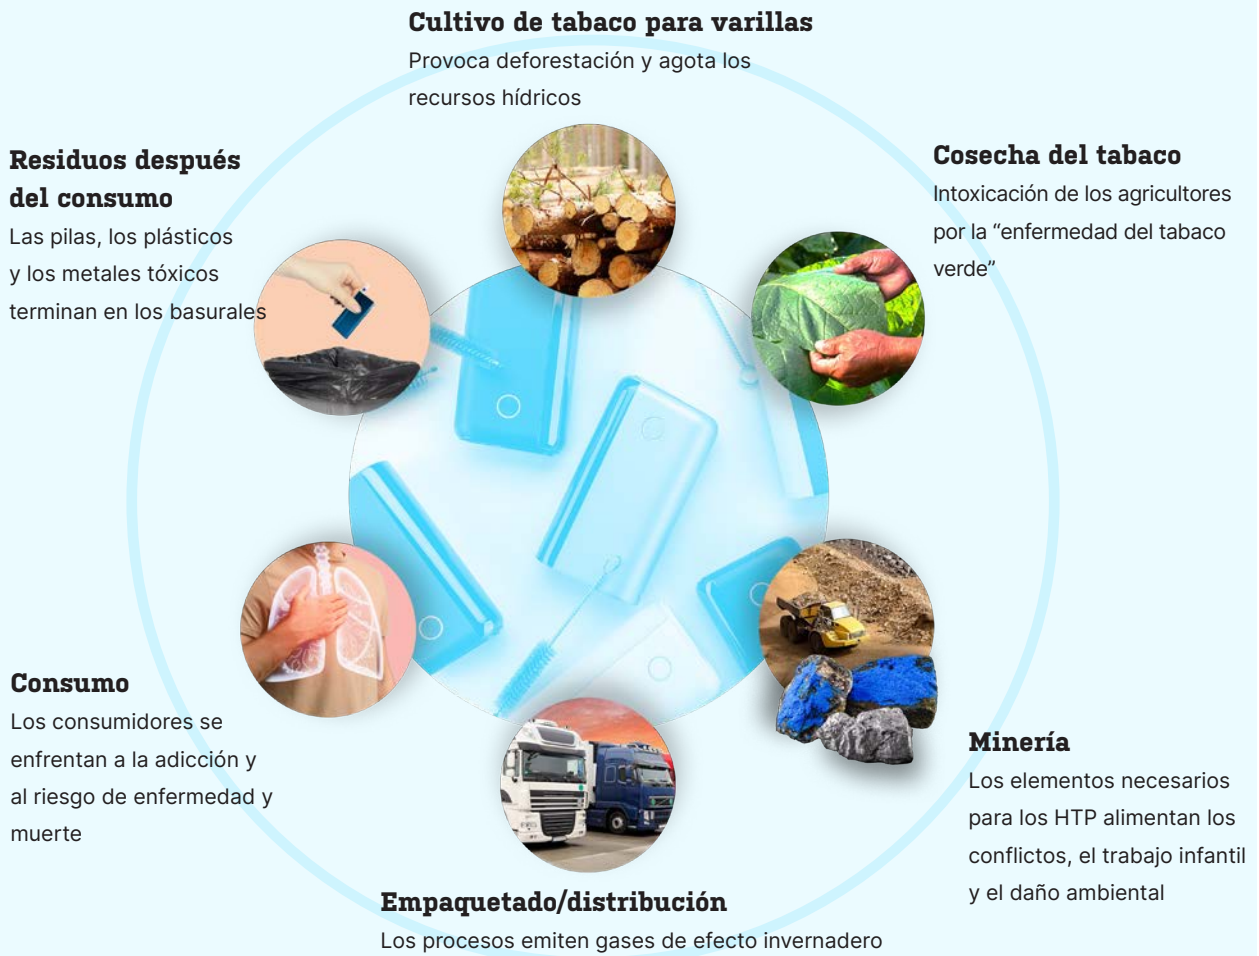 Cultivo de tabaco para varillas
Provoca deforestación y agota los
recursos hídricos
Cosecha del tabaco
Intoxicación de los agricultores
por la “enfermedad del tabaco
verde”
Minería
Los elementos necesarios
para los HTP alimentan los
conflictos, el trabajo infantil
y el daño ambiental
Empaquetado/distribución
Los procesos emiten gases de efecto invernadero
Consumo
Los consumidores se
enfrentan a la adicción y
al riesgo de enfermedad y
muerte
Residuos después
del consumo
Las pilas, los plásticos
y los metales tóxicos
terminan en los basurales